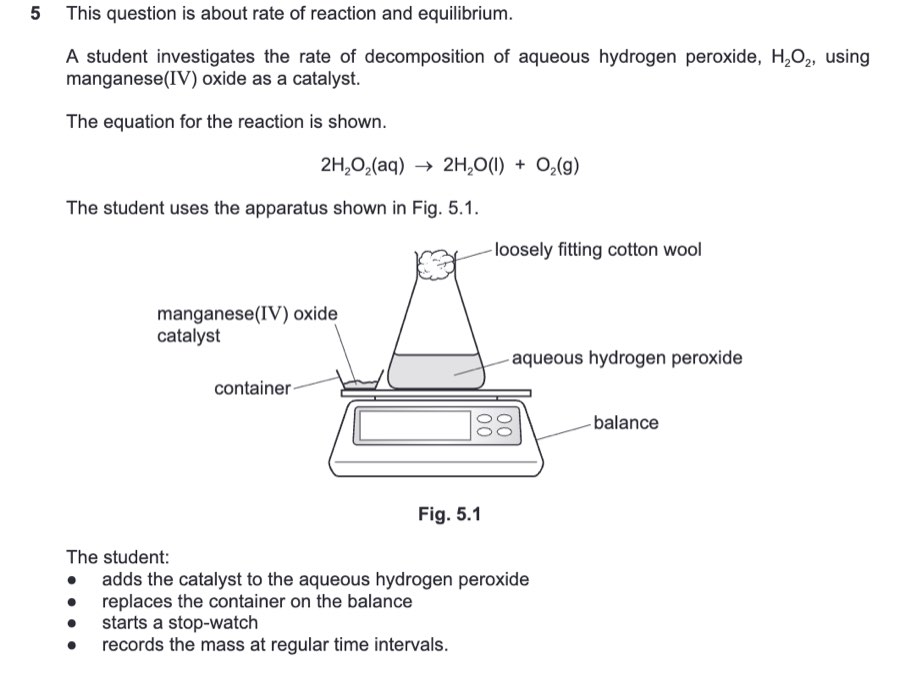 5 This question is about rate of reaction and equilibrium.
A student investigates the rate of decomposition of aqueous hydrogen peroxide, H₂O₂, using
manganese(IV) oxide as a catalyst.
The equation for the reaction is shown.
2H₂O₂(aq) → 2H₂O(l) + O₂(g)
The student uses the apparatus shown in Fig. 5.1.
loosely fitting cotton wool
manganese(IV) oxide
catalyst
aqueous hydrogen peroxide
container
balance
Fig. 5.1
The student:
• adds the catalyst to the aqueous hydrogen peroxide
• replaces the container on the balance
• starts a stop-watch
• records the mass at regular time intervals.